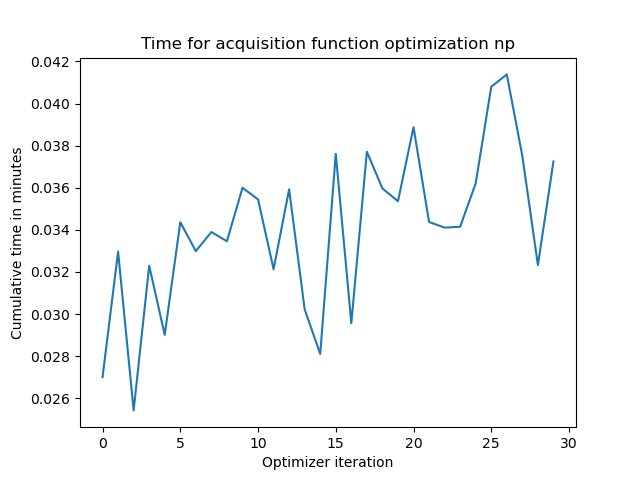 Time for acquisition function optimization np
0.042
0.040
0.038
0.036
0.034
0.032
0.030
0.028
0.026
Cumulative time in minutes
0 5 10 15 20 25 30
Optimizer iteration